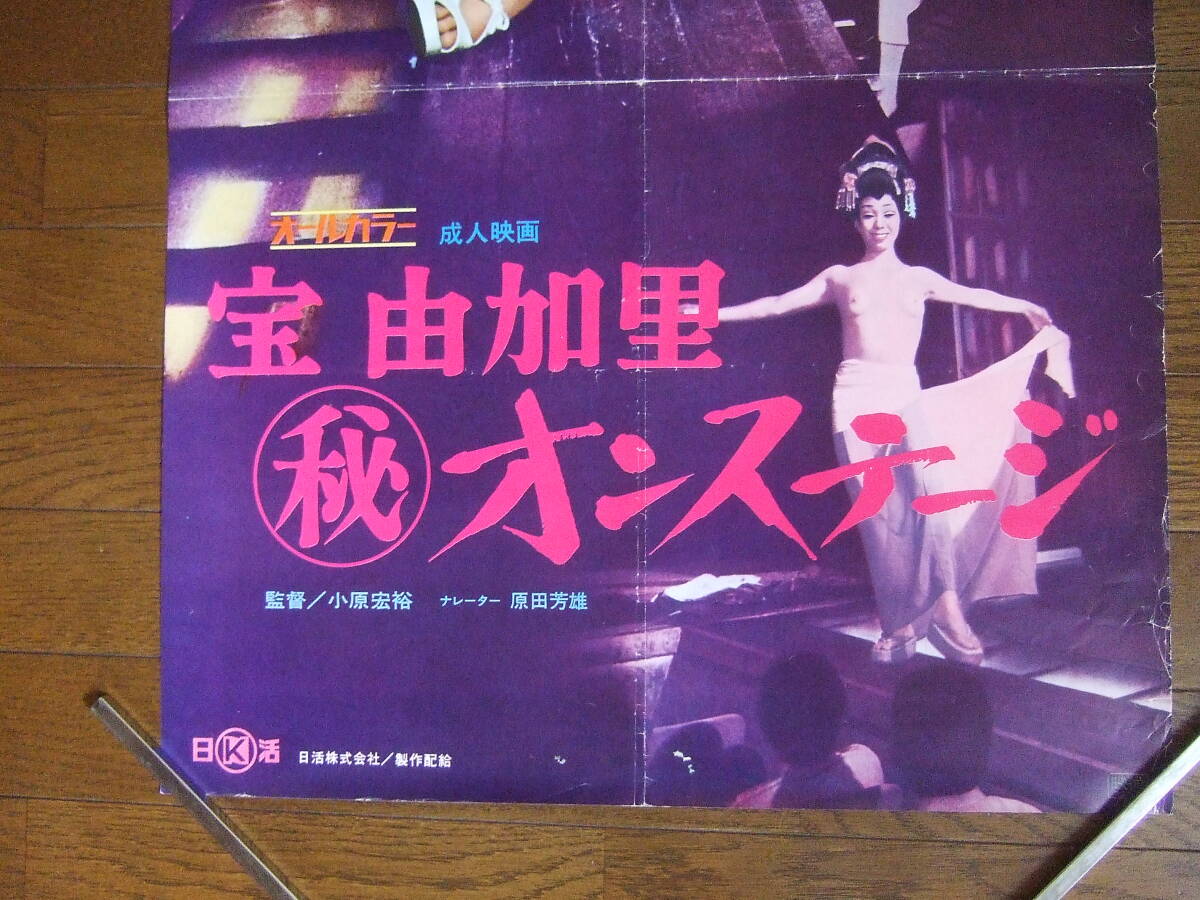 オールカラー 成人映画
宝 由加里
㊙オンステージ
監督／小原宏裕 ナレーター 原田芳雄
日K活 日活株式会社／製作配給